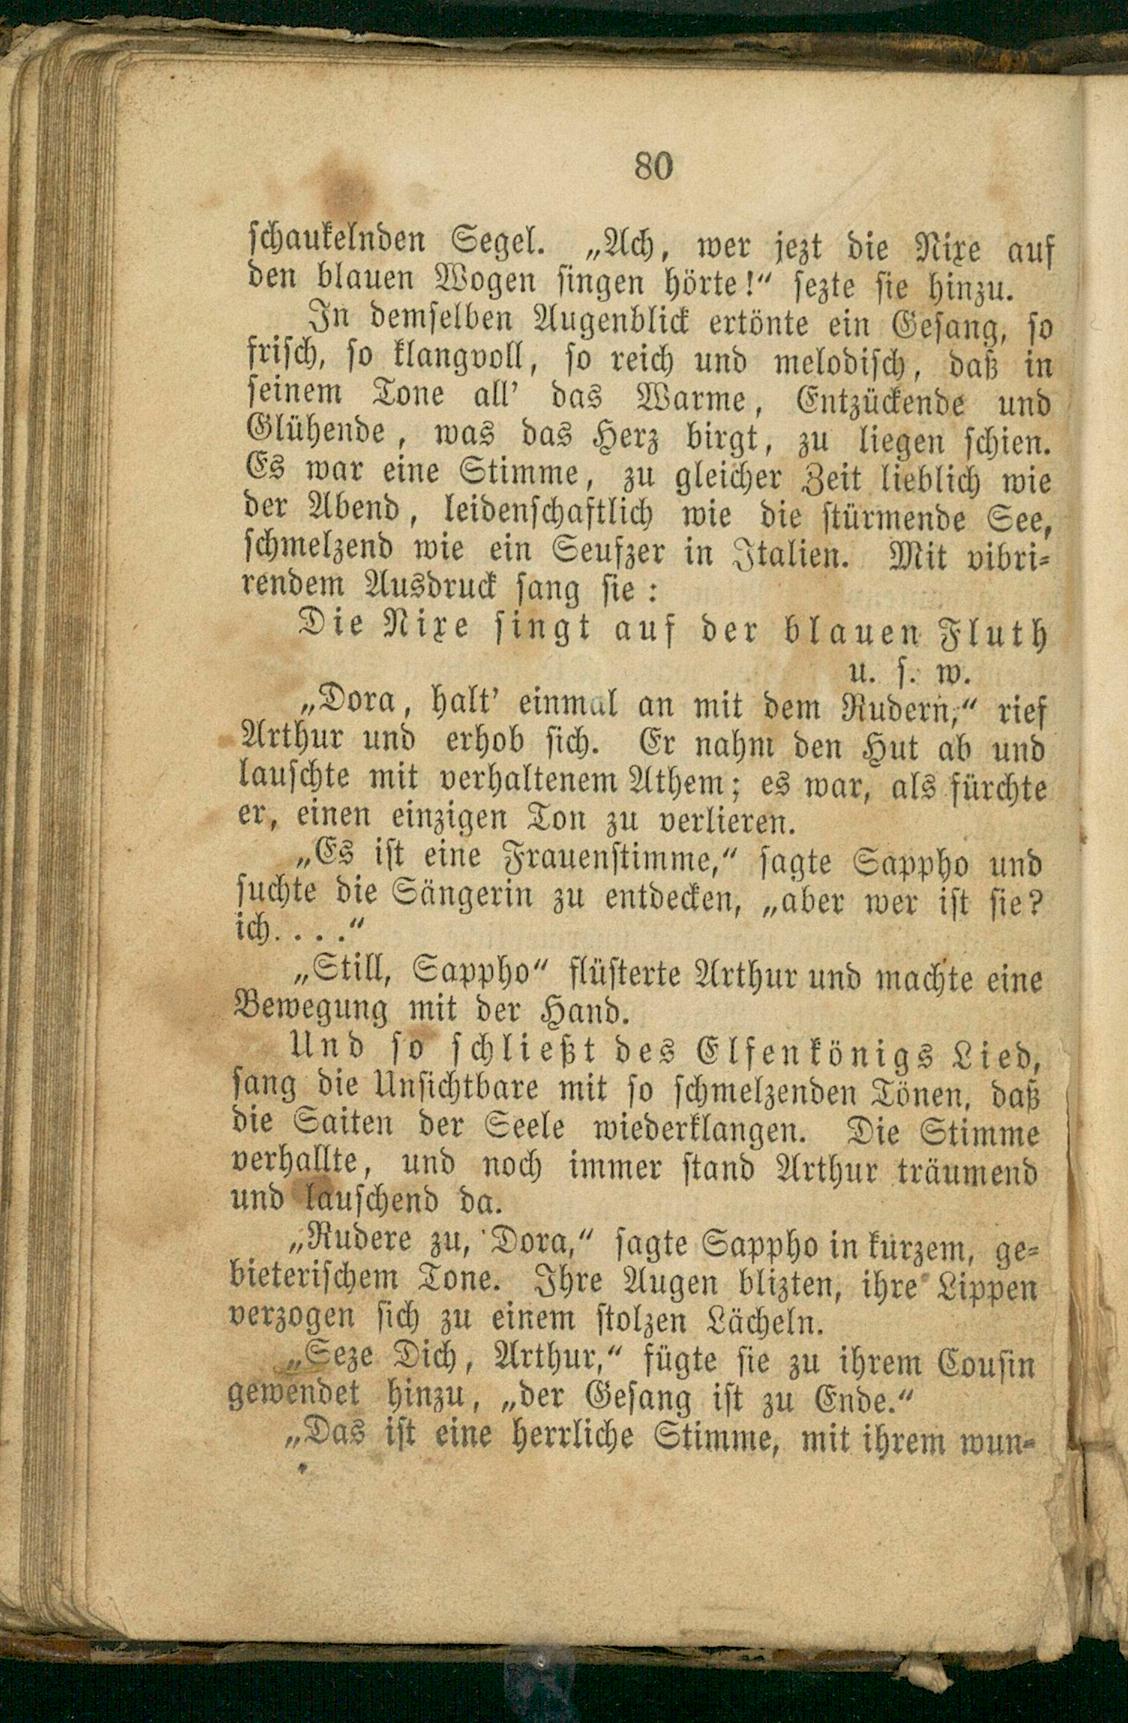 80
schaukelnden Segel. „Ach, wer jezt die Nixe auf
den blauen Wogen singen hörte!“ sezte sie hinzu.
In demselben Augenblick ertönte ein Gesang, so
frisch, so klangvoll, so reich und melodisch, daß in
seinem Tone all’ das Warme, Entzückende und
Glühende, was das Herz birgt, zu liegen schien.
Es war eine Stimme, zu gleicher Zeit lieblich wie
der Abend, leidenschaftlich wie die stürmende See,
schmelzend wie ein Seufzer in Italien. Mit vibri-
rendem Ausdruck sang sie:
Die Nixe singt auf der blauen Fluth
u. s. w.
„Dora, halt’ einmal an mit dem Rudern,“ rief
Arthur und erhob sich. Er nahm den Hut ab und
lauschte mit verhaltenem Athem; es war, als fürchte
er, einen einzigen Ton zu verlieren.
„Es ist eine Frauenstimme,“ sagte Sappho und
suchte die Sängerin zu entdecken, „aber wer ist sie?
ich. . . .“
„Still, Sappho“ flüsterte Arthur und machte eine
Bewegung mit der Hand.
Und so schließt des Elfenkönigs Lied,
sang die Unsichtbare mit so schmelzenden Tönen, daß
die Saiten der Seele wiederklangen. Die Stimme
verhallte, und noch immer stand Arthur träumend
und lauschend da.
„Rudere zu, Dora,“ sagte Sappho in kurzem, ge-
bieterischem Tone. Ihre Augen blizten, ihre Lippen
verzogen sich zu einem stolzen Lächeln.
„Seze Dich, Arthur,“ fügte sie zu ihrem Cousin
gewendet hinzu, „der Gesang ist zu Ende.“
„Das ist eine herrliche Stimme, mit ihrem wun-